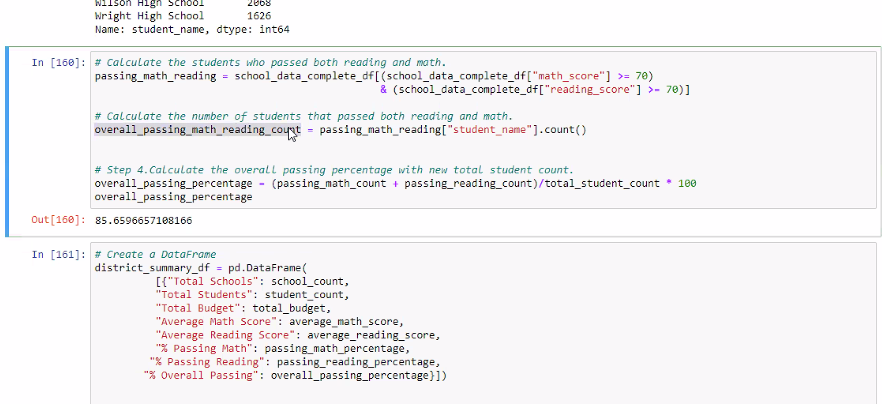 Wilson High School 2068
Wright High School 1626
Name: student_name, dtype: int64
In [160]: # Calculate the students who passed both reading and math.
passing_math_reading = school_data_complete_df[(school_data_complete_df["math_score"] >= 70)
& (school_data_complete_df["reading_score"] >= 70)]
# Calculate the number of students that passed both reading and math.
overall_passing_math_reading_count = passing_math_reading["student_name"].count()
# Step 4.Calculate the overall passing percentage with new total student count.
overall_passing_percentage = (passing_math_count + passing_reading_count)/total_student_count * 100
overall_passing_percentage
Out[160]: 85.6596657108166
In [161]: # Create a DataFrame
district_summary_df = pd.DataFrame(
[{"Total Schools": school_count,
"Total Students": student_count,
"Total Budget": total_budget,
"Average Math Score": average_math_score,
"Average Reading Score": average_reading_score,
"% Passing Math": passing_math_percentage,
"% Passing Reading": passing_reading_percentage,
"% Overall Passing": overall_passing_percentage}])